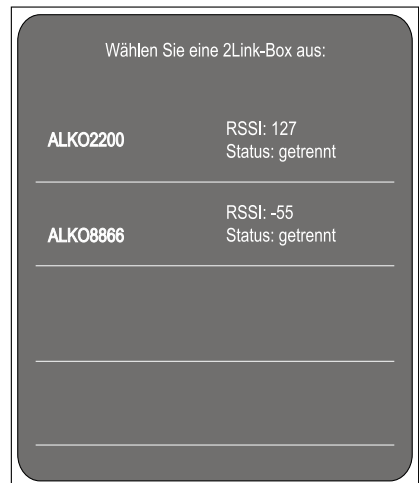 Wählen Sie eine 2Link-Box aus:
ALKO2200
RSSI: 127
Status: getrennt
ALKO8866
RSSI: -55
Status: getrennt